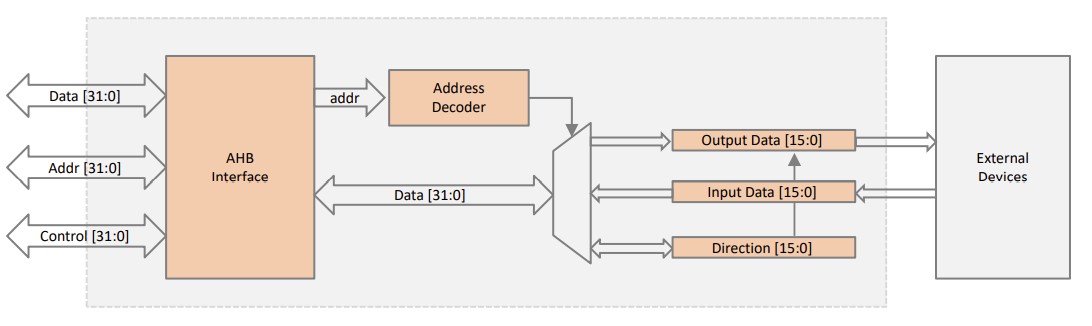 Data [31:0]
Addr [31:0]
Control [31:0]
AHB
Interface
addr
Address
Decoder
Data [31:0]
Output Data [15:0]
Input Data [15:0]
Direction [15:0]
External
Devices